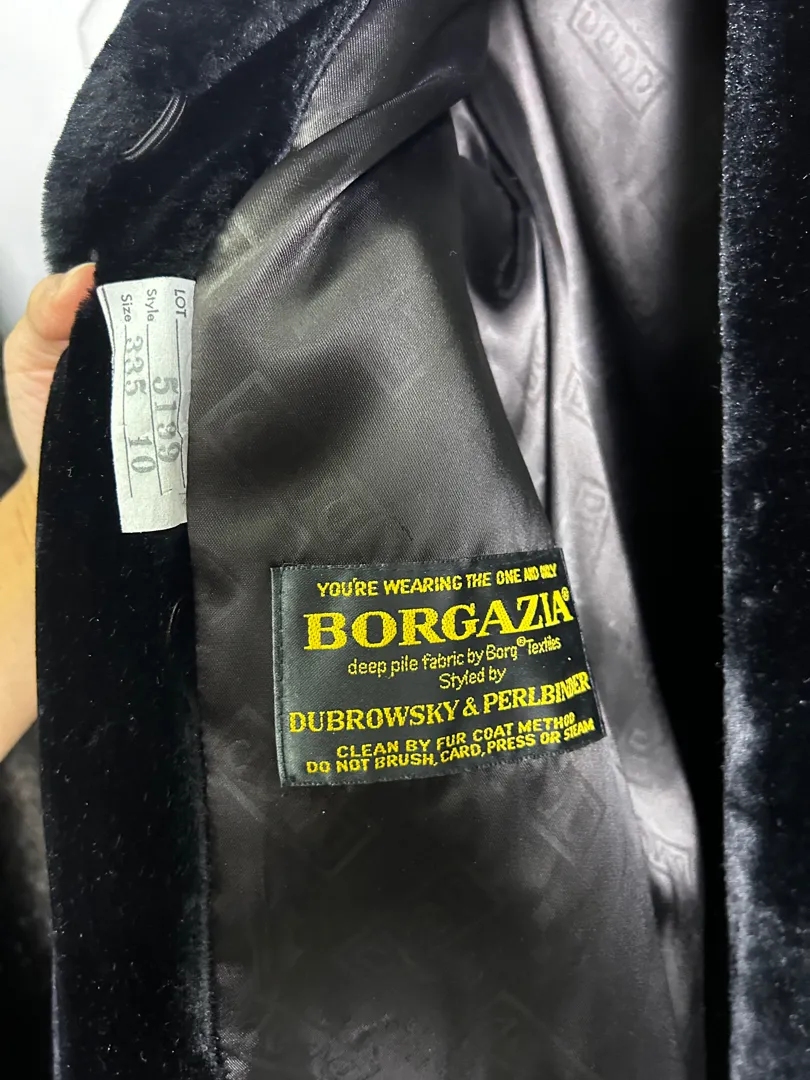 LOT
Style 5199
Size 335 10
YOU'RE WEARING THE ONE AND ONLY
BORGAZIA®
deep pile fabric by Borg® Textiles
Styled by
DUBROWSKY & PERLBINDER
CLEAN BY FUR COAT METHOD
DO NOT BRUSH, CARD, PRESS OR STEAM